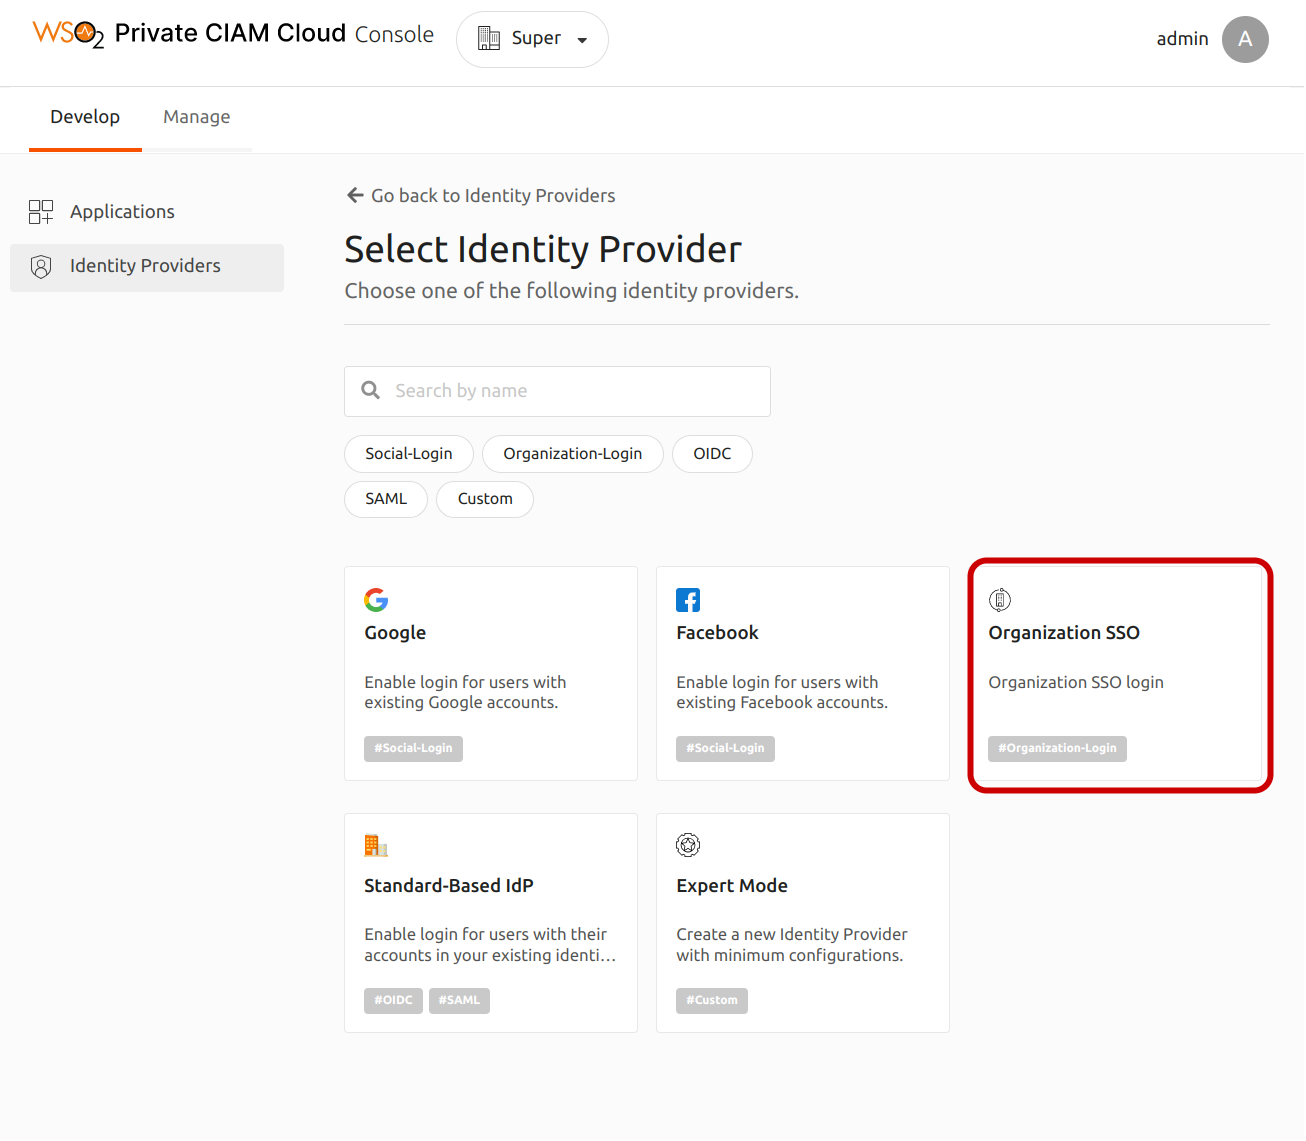 WSO2 Private CIAM Cloud Console
Super
admin
A
Develop
Manage
Applications
Identity Providers
Go back to Identity Providers
Select Identity Provider
Choose one of the following identity providers.
Search by name
Social-Login
Organization-Login
OIDC
SAML
Custom
Google
Enable login for users with
existing Google accounts.
#Social-Login
Facebook
Enable login for users with
existing Facebook accounts.
#Social-Login
Organization SSO
Organization SSO login
#Organization-Login
Standard-Based IdP
Enable login for users with their
accounts in your existing identi...
#OIDC
#SAML
Expert Mode
Create a new Identity Provider
with minimum configurations.
#Custom